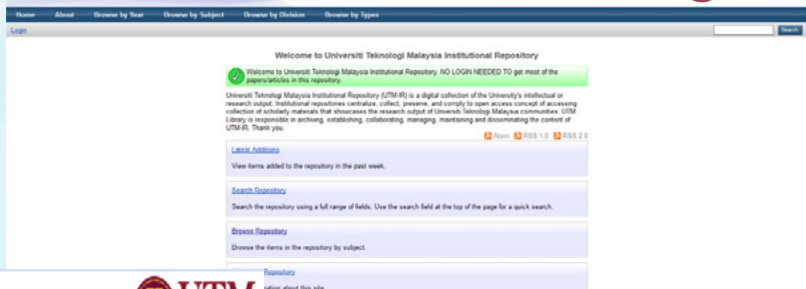 Home About Browse by Year Browse by Subject Browse by Division Browse by Types
Login Search
Welcome to Universiti Teknologi Malaysia Institutional Repository
Welcome to Universiti Teknologi Malaysia Institutional Repository. NO LOGIN NEEDED TO get most of the
papers/articles in this repository.
Universiti Teknologi Malaysia Institutional Repository (UTM-IR) is a digital collection of the University's intellectual or
research output. Institutional repositories centralize, collect, preserve, and comply to open access concept of accessing
collection of scholarly materials that showcases the research output of Universiti Teknologi Malaysia communities. UTM
Library is responsible in archiving, establishing, collaborating, managing, maintaining and disseminating the content of
UTM-IR. Thank you.
Atom RSS 1.0 RSS 2.0
Latest Additions
View items added to the repository in the past week.
Search Repository
Search the repository using a full range of fields. Use the search field at the top of the page for a quick search.
Browse Repository
Browse the items in the repository by subject.
Repository
UTM
about this site.